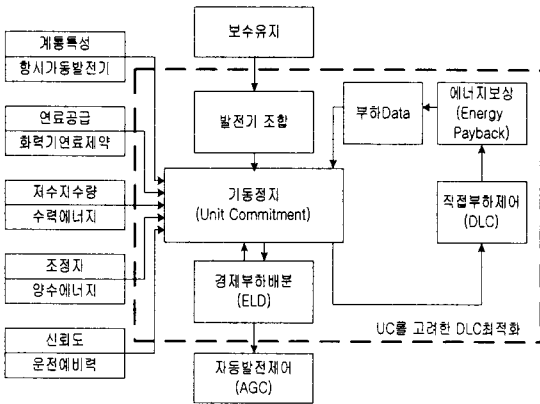 계통특성
항시가동발전기
연료공급
화력기연료제약
저수지수량
수력에너지
조정자
양수에너지
신뢰도
운전예비력
보수유지
발전기 조합
기동정지
(Unit Commitment)
경제부하배분
(ELD)
자동발전제어
(AGC)
부하Data
에너지보상
(Energy
Payback)
직접부하제어
(DLC)
UC를 고려한 DLC최적화